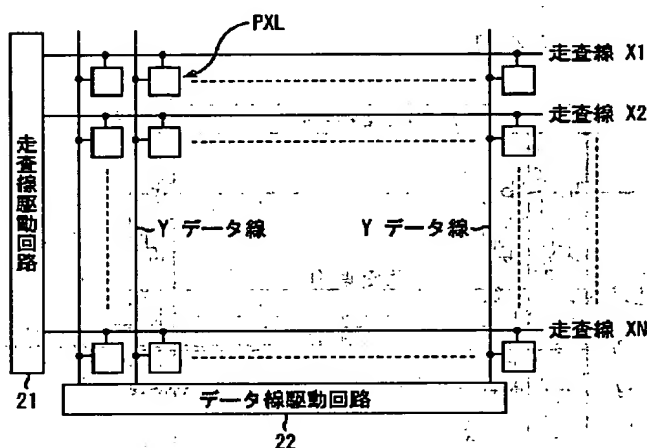 PXL
走査線 X1
走査線 X2
走査線駆動回路
Y データ線
Y データ線
走査線 XN
21
データ線駆動回路
22